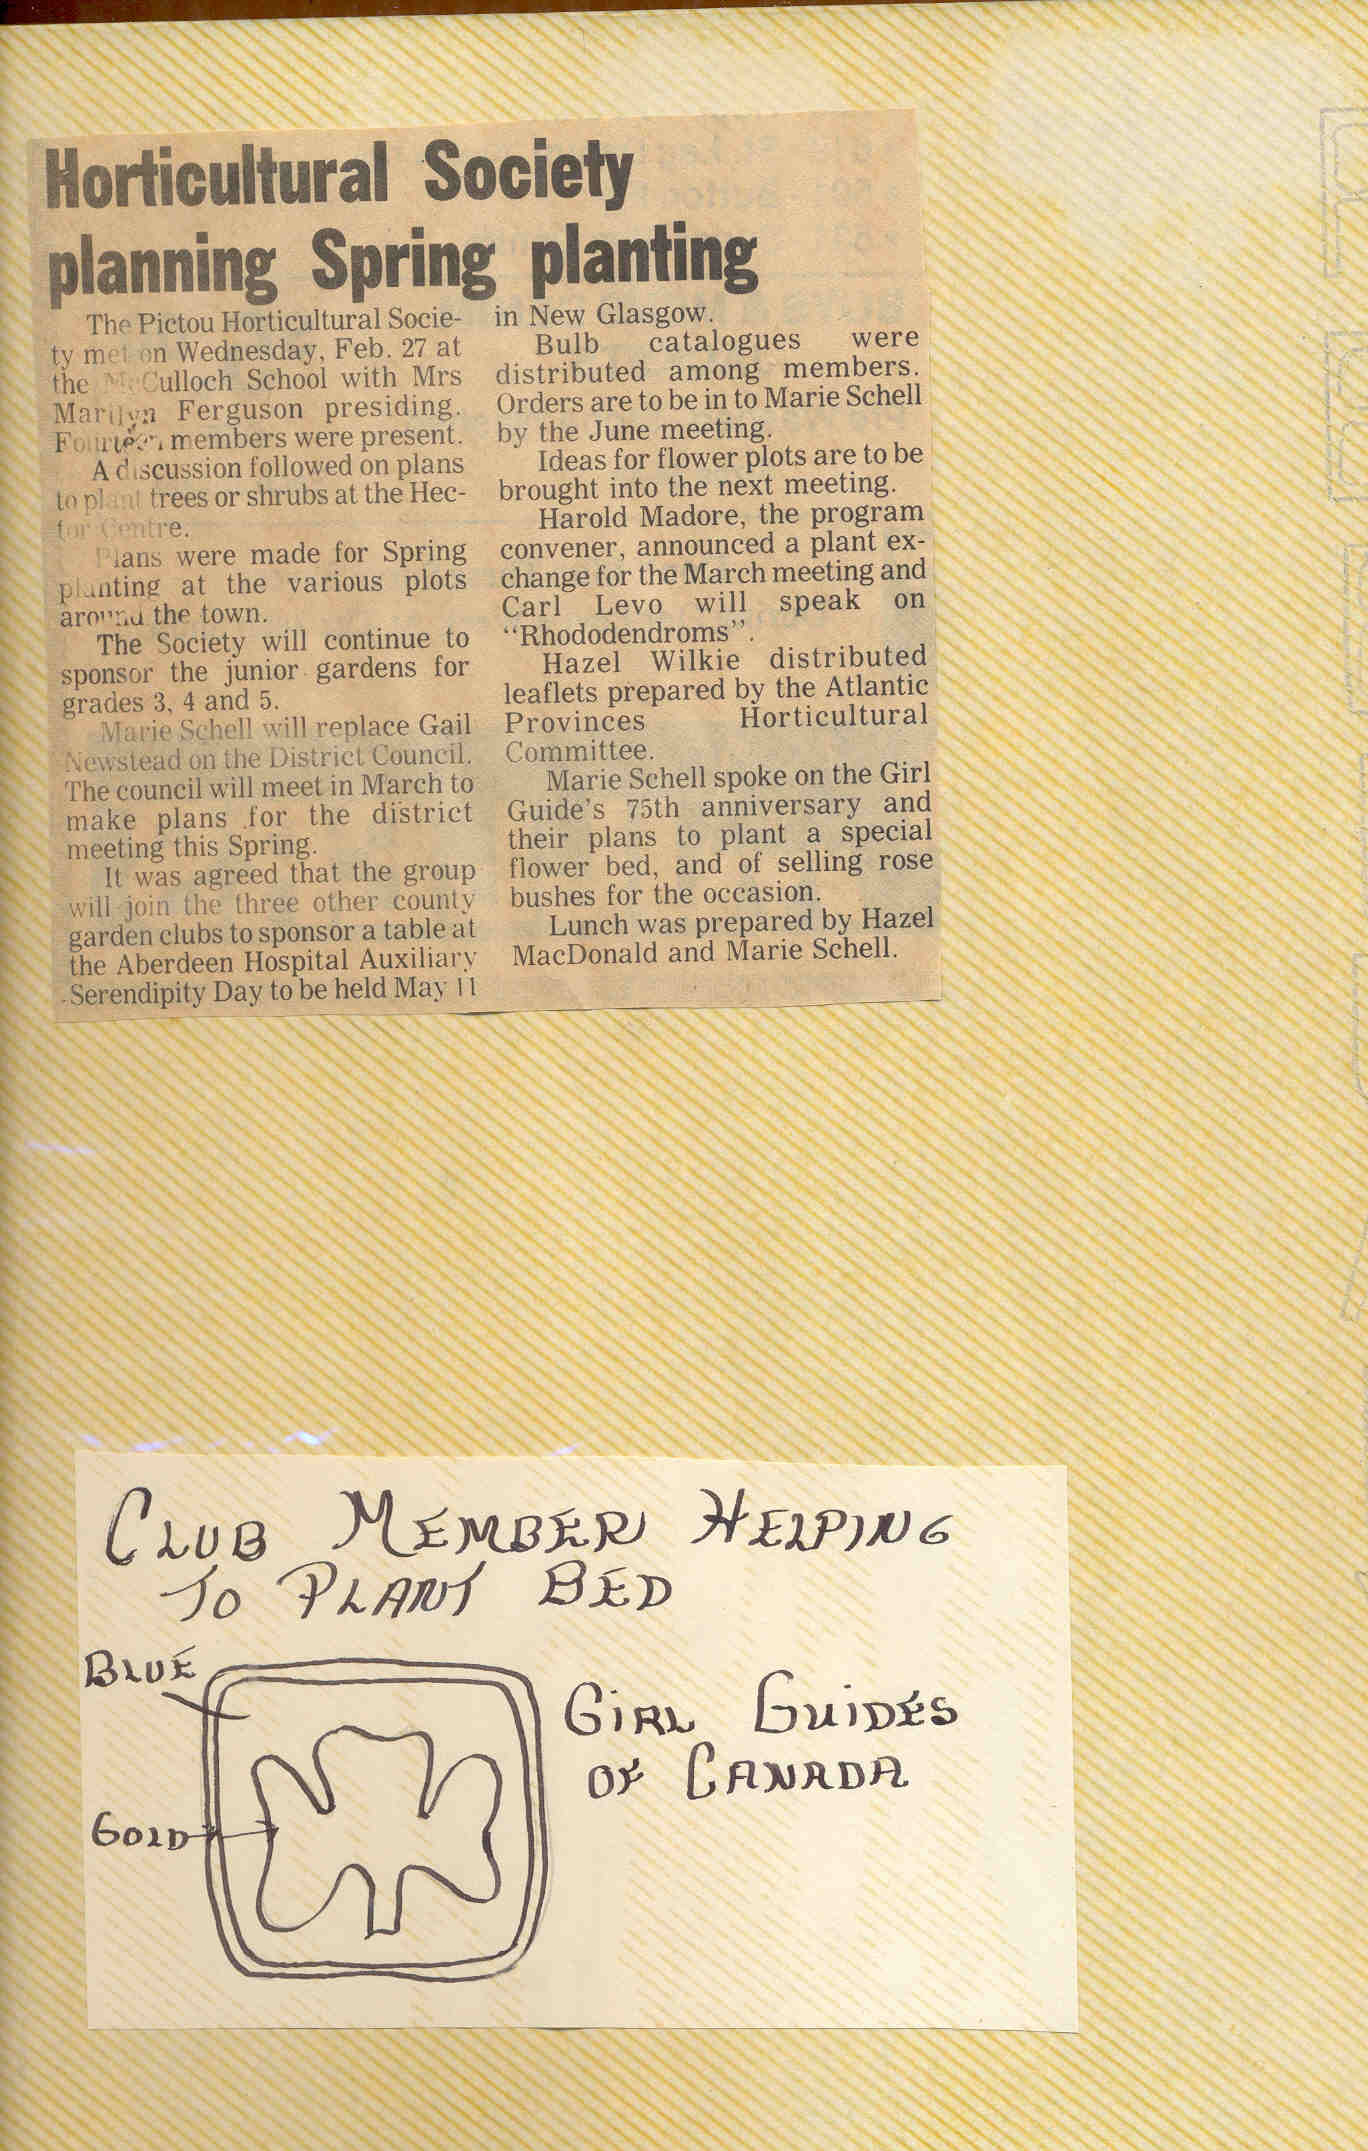 Horticultural Society
planning Spring planting
The Pictou Horticultural Socie-
ty met on Wednesday, Feb. 27 at
the McCulloch School with Mrs
Marilyn Ferguson presiding.
Fourteen members were present.
A discussion followed on plans
to plant trees or shrubs at the Hec-
tor Centre.
Plans were made for Spring
planting at the various plots
around the town.
The Society will continue to
sponsor the junior gardens for
grades 3, 4 and 5.
Marie Schell will replace Gail
Newstead on the District Council.
The council will meet in March to
make plans for the district
meeting this Spring.
It was agreed that the group
will join the three other county
garden clubs to sponsor a table at
the Aberdeen Hospital Auxiliary
Serendipity Day to be held May 11
in New Glasgow.
Bulb catalogues were
distributed among members.
Orders are to be in to Marie Schell
by the June meeting.
Ideas for flower plots are to be
brought into the next meeting.
Harold Madore, the program
convener, announced a plant ex-
change for the March meeting and
Carl Levo will speak on
"Rhododendroms".
Hazel Wilkie distributed
leaflets prepared by the Atlantic
Provinces Horticultural
Committee.
Marie Schell spoke on the Girl
Guide's 75th anniversary and
their plans to plant a special
flower bed, and of selling rose
bushes for the occasion.
Lunch was prepared by Hazel
MacDonald and Marie Schell.
CLUB MEMBER HELPING
TO PLANT BED
BLUE
GOLD
GIRL GUIDES
OF CANADA